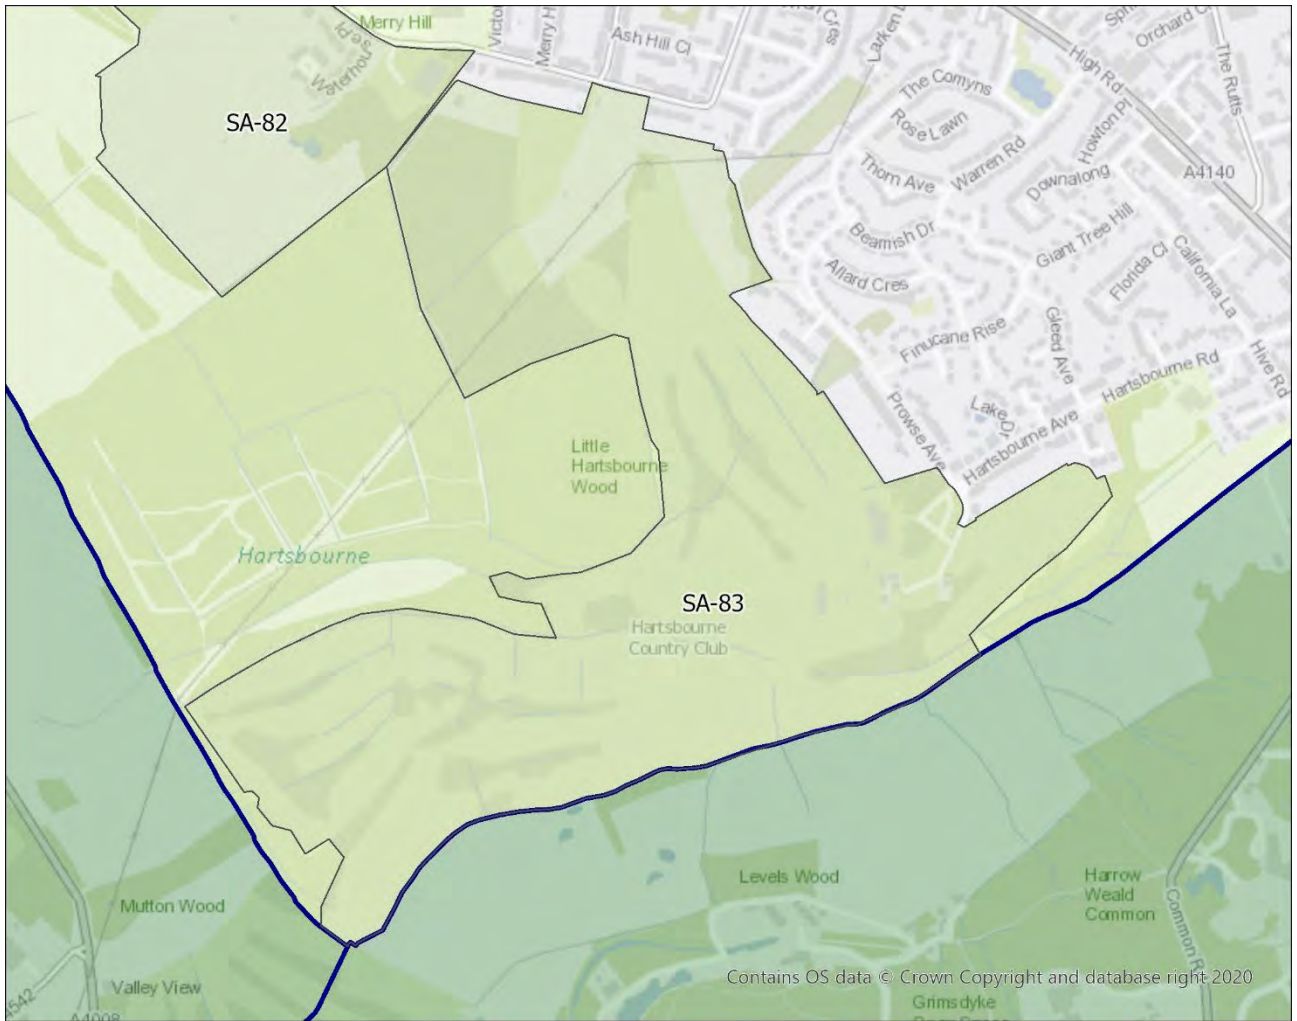 Merry Hill
Ash Hill Cl
Larken
High Rd
Orchard
The Rutts
The Comyns
Rose Lawn
Howton Pl
Warren Rd
A4140
Thorn Ave
Downalong
SA-82
Beamish Dr
Giant Tree Hill
Allard Cres
Florida Cl
California La
Finucane Rise
Gleed Ave
Hartsbourne Rd
Hive Rd
Prowse Ave
Lake Dr
Hartsbourne Ave
Little
Hartsbourne
Wood
Hartsbourne
SA-83
Hartsbourne
Country Club
Levels Wood
Harrow
Weald
Common
Mutton Wood
Common R
Valley View
Contains OS data © Crown Copyright and database right 2020
Grimsdyke